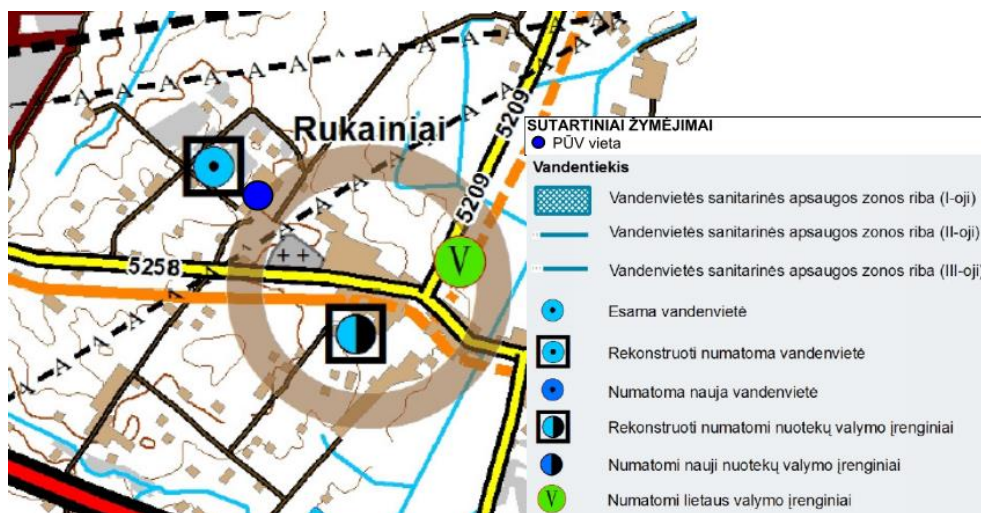 Rukainiai
5209
5209
5258
V
A A A A A A A
A A A A A A A
SUTARTINIAI ŽYMĖJIMAI
PŪV vieta
Vandentiekis
Vandenvietės sanitarinės apsaugos zonos riba (I-oji)
Vandenvietės sanitarinės apsaugos zonos riba (II-oji)
Vandenvietės sanitarinės apsaugos zonos riba (III-oji)
Esama vandenvietė
Rekonstruoti numatoma vandenvietė
Numatoma nauja vandenvietė
Rekonstruoti numatomi nuotekų valymo įrenginiai
Numatomi nauji nuotekų valymo įrenginiai
V Numatomi lietaus valymo įrenginiai